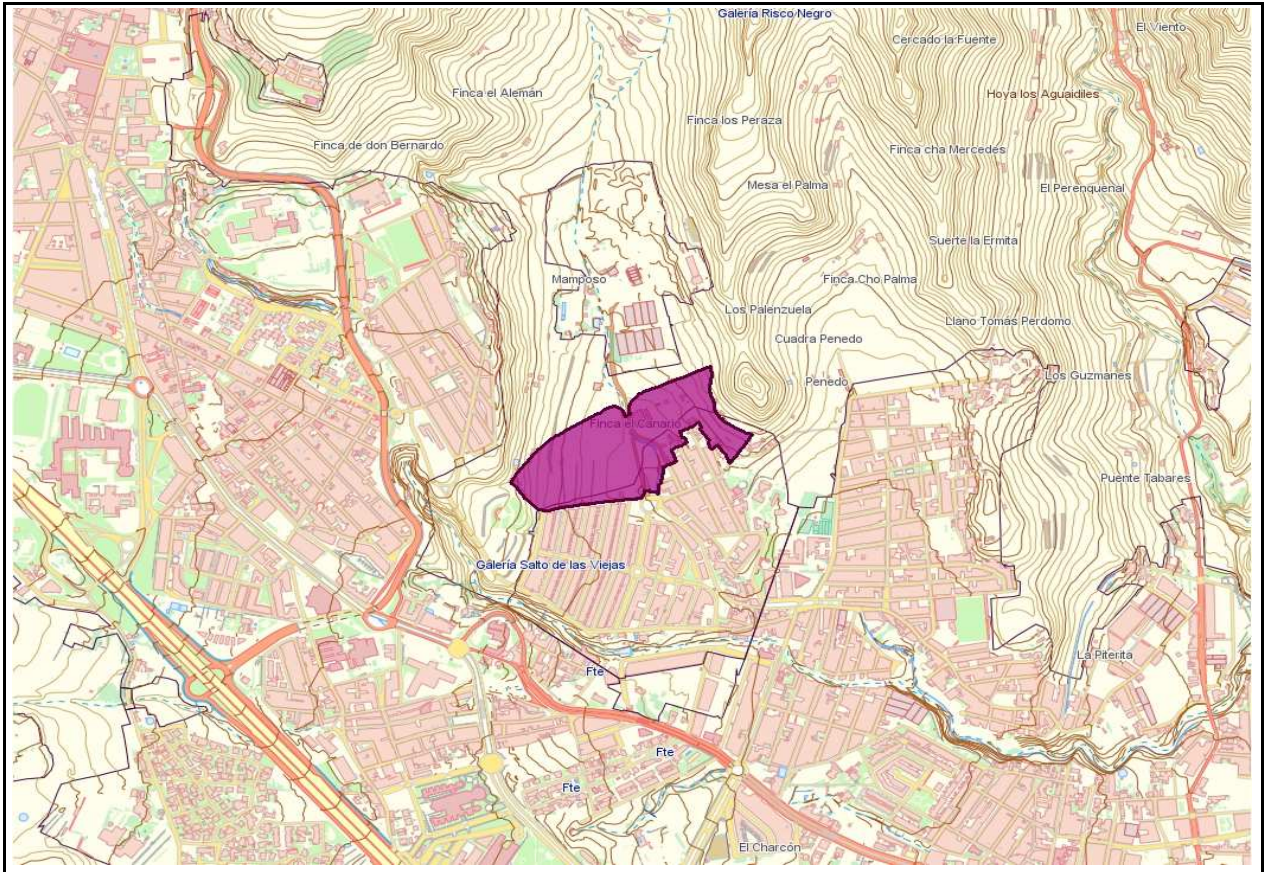 Galería Risco Negro
El Viento
Cercado la Fuente
Finca el Alemán
Hoya los Aguaidiles
Finca los Peraza
Finca de don Bernardo
Finca cha Mercedes
Mesa el Palma
El Perenquenal
Suerte la Ermita
Mamposo
Finca Cho Palma
Los Palenzuela
Llano Tomás Perdomo
Cuadra Penedo
Penedo
Los Guzmanes
Finca el Canario
Puente Tabares
Galería Salto de las Viejas
La Piterita
Fte
Fte
Fte
El Charcón